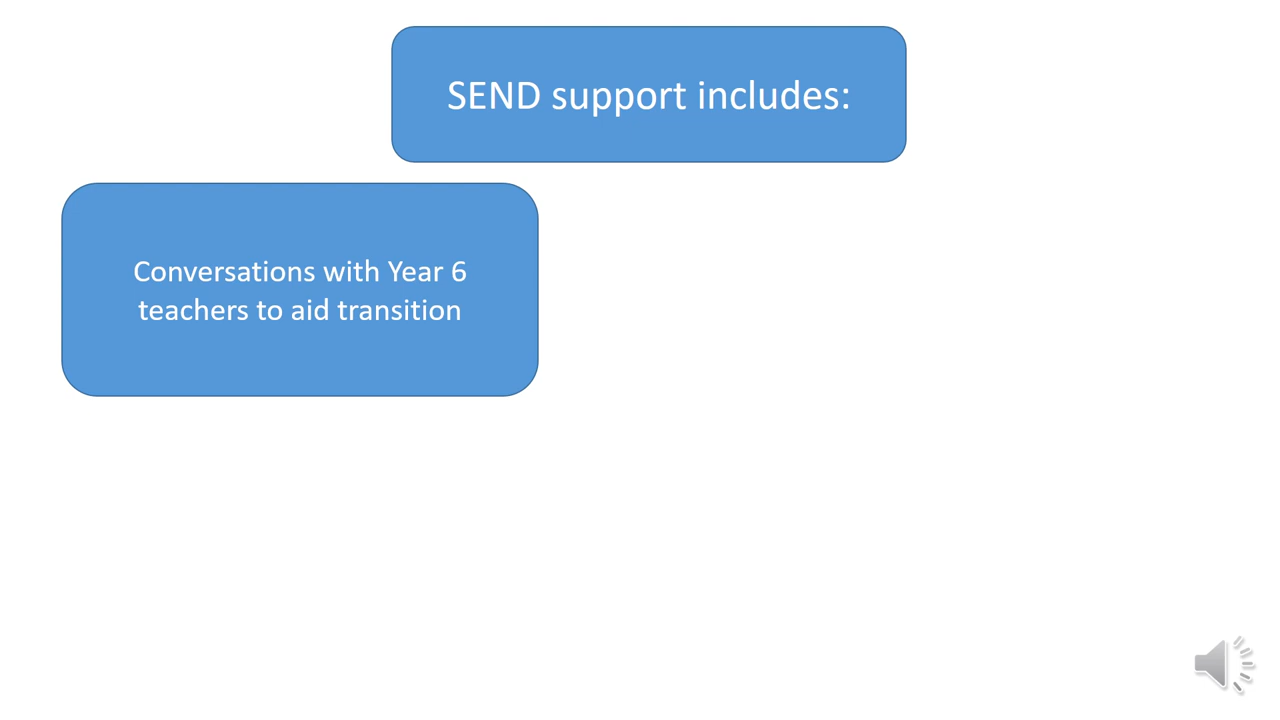 SEND support includes:
Conversations with Year 6
teachers to aid transition